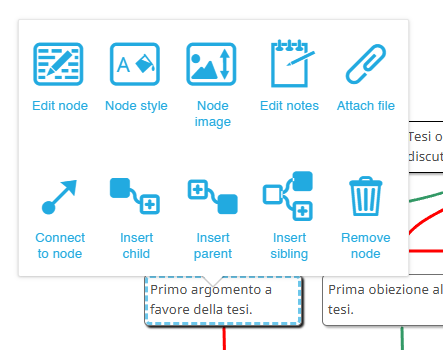 Edit node
Node style
Node
image
Edit notes
Attach file
A
Connect
to node
Insert
child
Insert
parent
Insert
sibling
Remove
node
Tesi o
discut
Primo argomento a
favore della tesi.
Prima obiezione al
tesi.